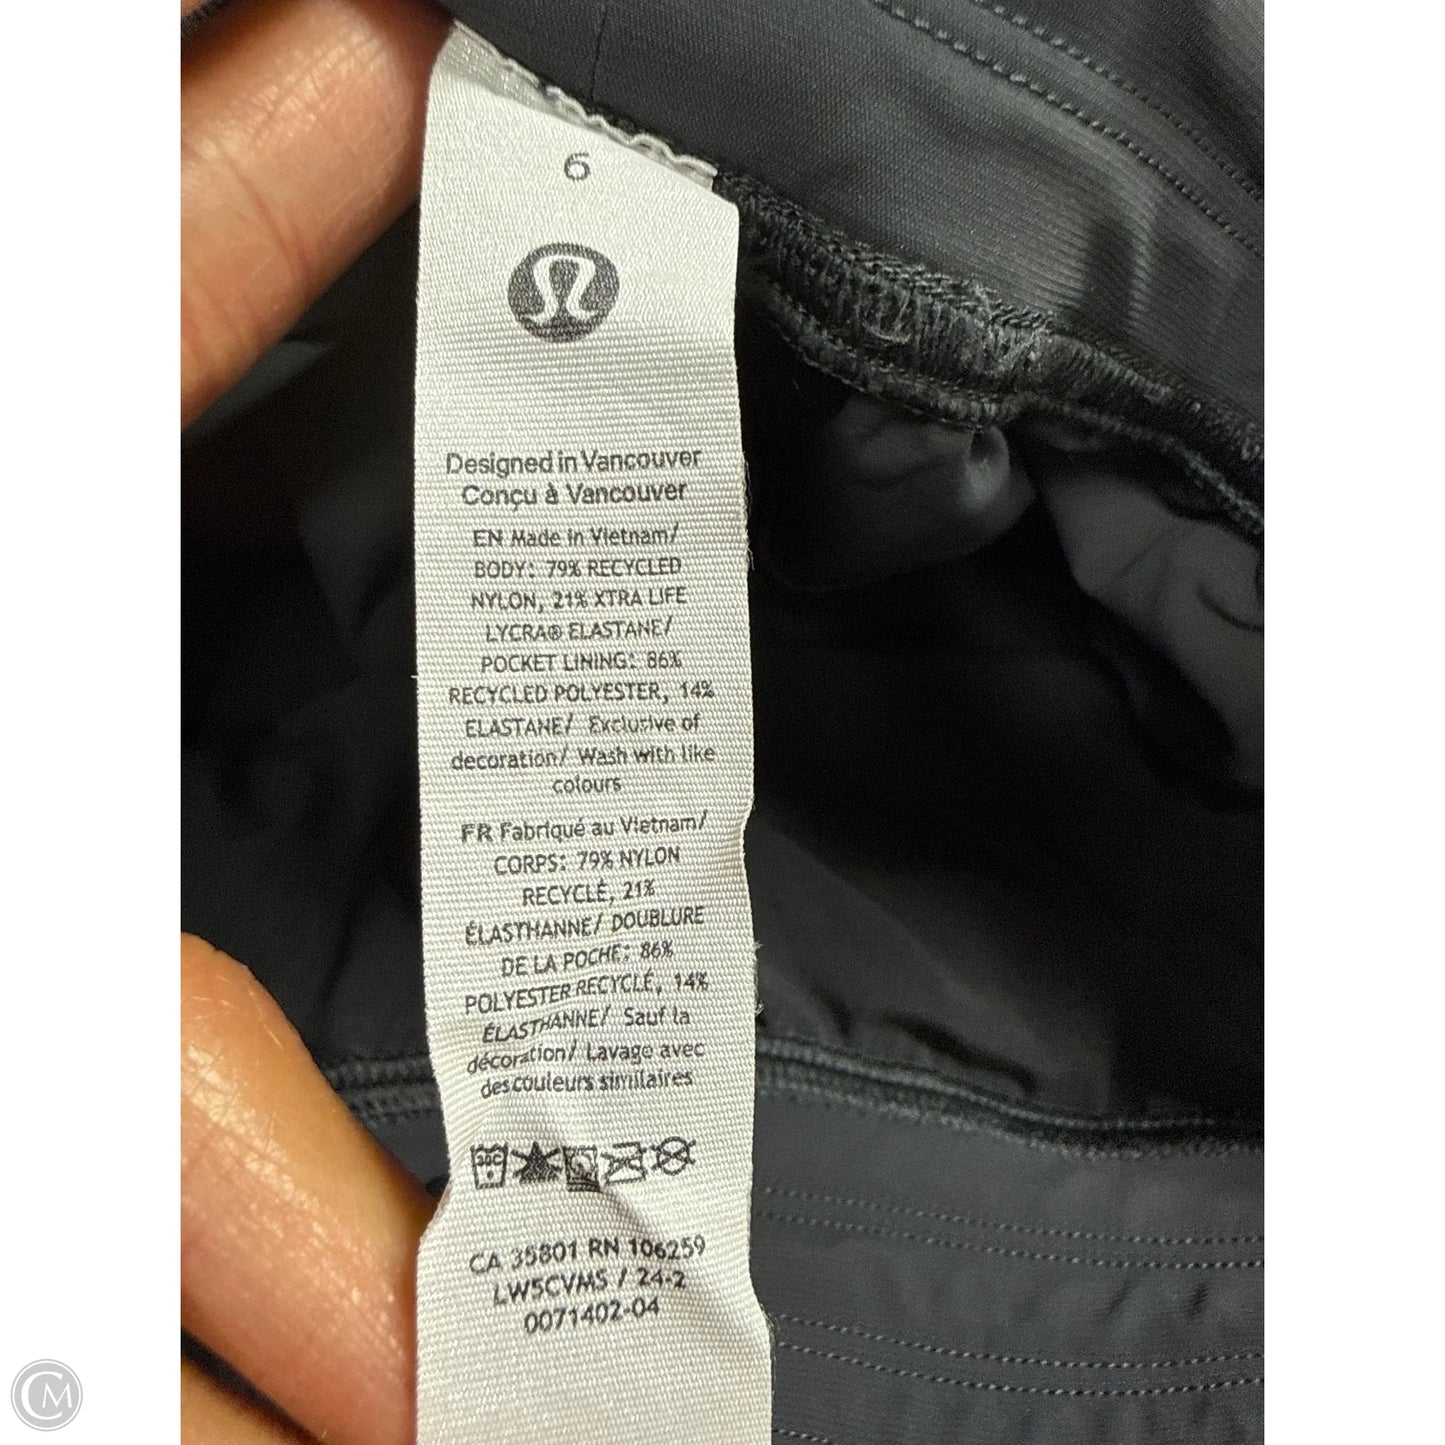 6
Designed in Vancouver
Conçu à Vancouver
EN Made in Vietnam/
BODY: 79% RECYCLED
NYLON, 21% XTRA LIFE
LYCRA® ELASTANE/
POCKET LINING: 86%
RECYCLED POLYESTER, 14%
ELASTANE/ Exclusive of
decoration/ Wash with like
colours
FR Fabriqué au Vietnam/
CORPS: 79% NYLON
RECYCLÉ, 21%
ÉLASTHANNE/ DOUBLURE
DE LA POCHE: 86%
POLYESTER RECYCLÉ, 14%
ÉLASTHANNE/ Sauf la
décoration/ Lavage avec
des couleurs similaires
30C
CA 35801 RN 106259
LW5CVMS / 24-2
0071402-04
CM